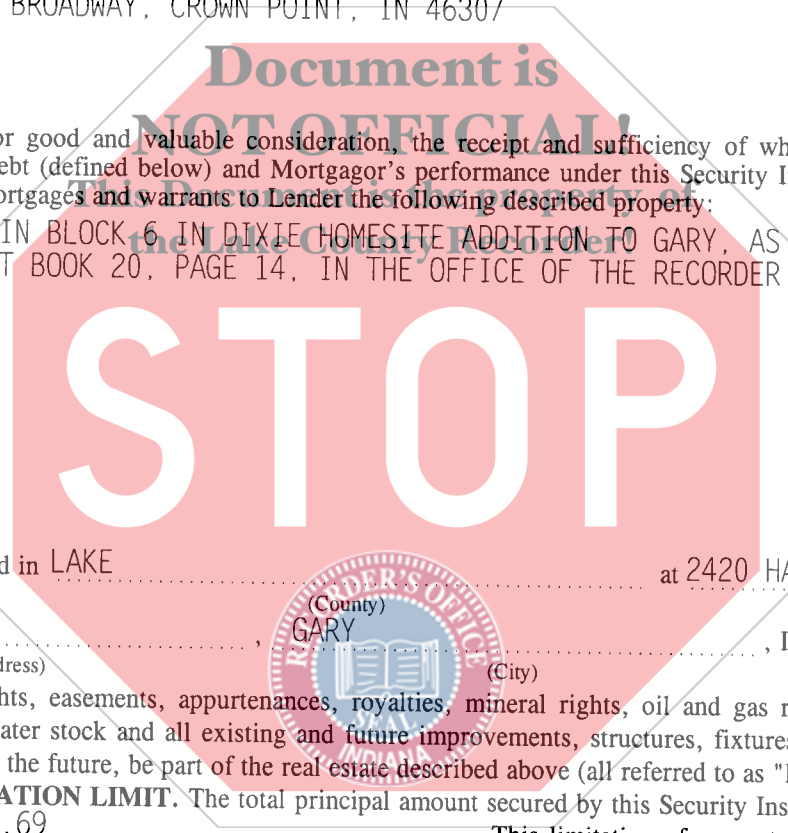 BROADWAY, CROWN POINT, IN 46307
Document is
NOT OFFICIAL!
or good and valuable consideration, the receipt and sufficiency of wh
ebt (defined below) and Mortgagor's performance under this Security I
This Document is the property of
ortgages and warrants to Lender the following described property:
the Lake County Recorder!
IN BLOCK 6 IN DIXIE HOMESITE ADDITION TO GARY, AS
T BOOK 20, PAGE 14, IN THE OFFICE OF THE RECORDER
STOP
d in LAKE at 2420 HA
(County)
RECORDER'S OFFICE
, GARY , I
dress) (City)
SEAL
INDIANA
hts, easements, appurtenances, royalties, mineral rights, oil and gas r
ater stock and all existing and future improvements, structures, fixtures
the future, be part of the real estate described above (all referred to as "
ATION LIMIT. The total principal amount secured by this Security Ins
.69
This limitation of